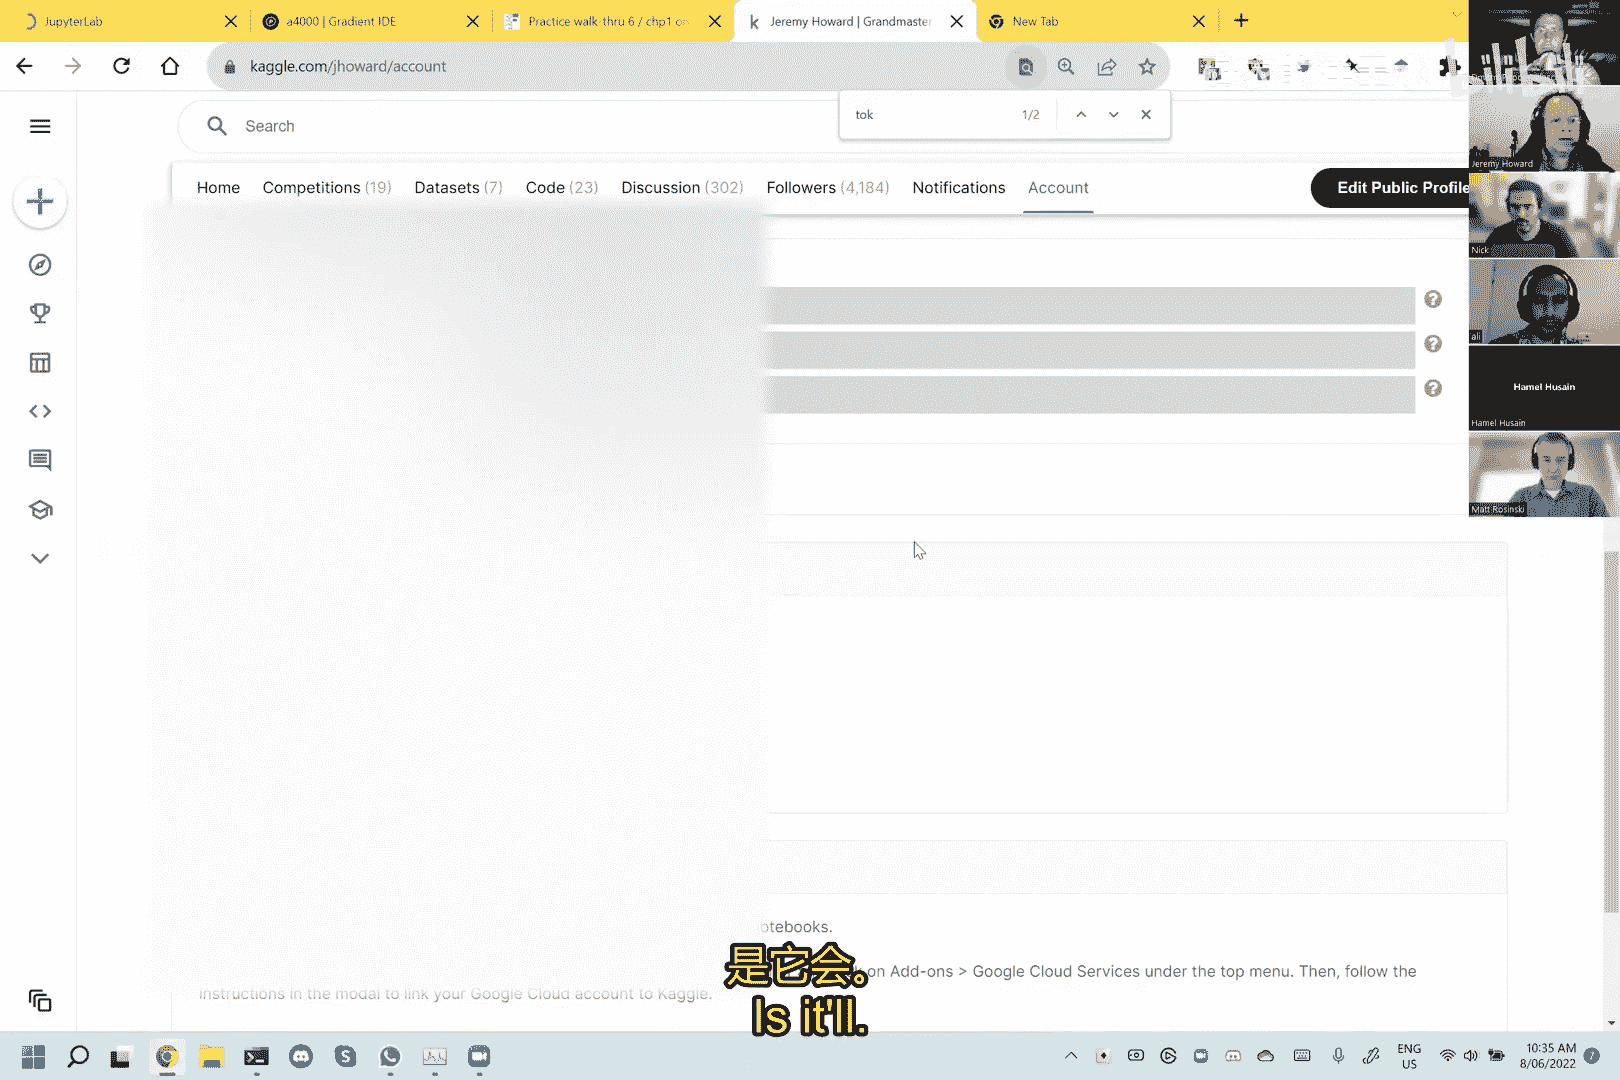 JupyterLab
a4000 | Gradient IDE
Practice walk-thru 6 / chp1 on
Jeremy Howard | Grandmaster
New Tab
kaggle.com/jhoward/account
tok
1/2
Search
Home
Competitions (19)
Datasets (7)
Code (23)
Discussion (302)
Followers (4,184)
Notifications
Account
Edit Public Profile
Jeremy Howard
Nick
ali
Hamel Husain
Hamel Husain
Matt Rosinski
otebooks.
on Add-ons > Google Cloud Services under the top menu. Then, follow the
instructions in the modal to link your Google Cloud account to Kaggle.
是它会。
Is it'll.
ENG
US
10:35 AM
8/06/2022
7